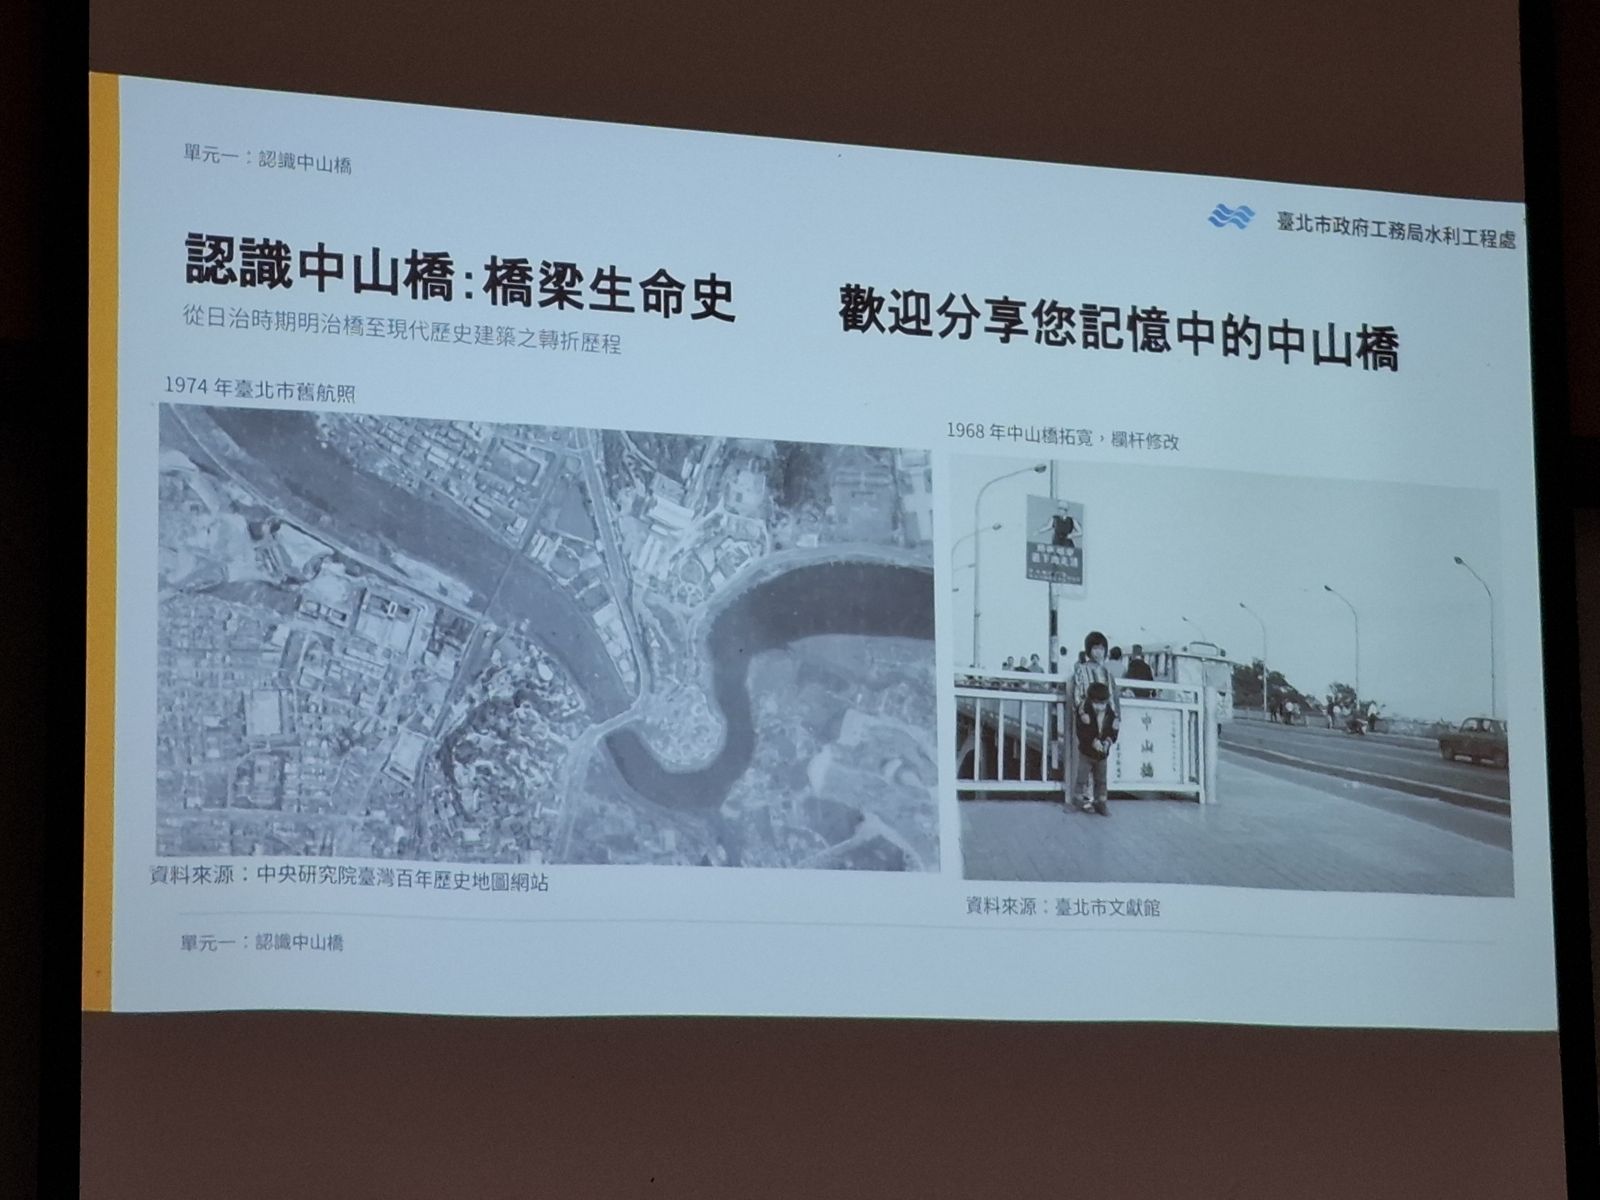 單元一：認識中山橋
臺北市政府工務局水利工程處
認識中山橋：橋梁生命史
歡迎分享您記憶中的中山橋
從日治時期明治橋至現代歷史建築之轉折歷程
1974 年臺北市舊航照
1968 年中山橋拓寬，欄杆修改
中山橋
資料來源：中央研究院臺灣百年歷史地圖網站
資料來源：臺北市文獻館
單元一：認識中山橋